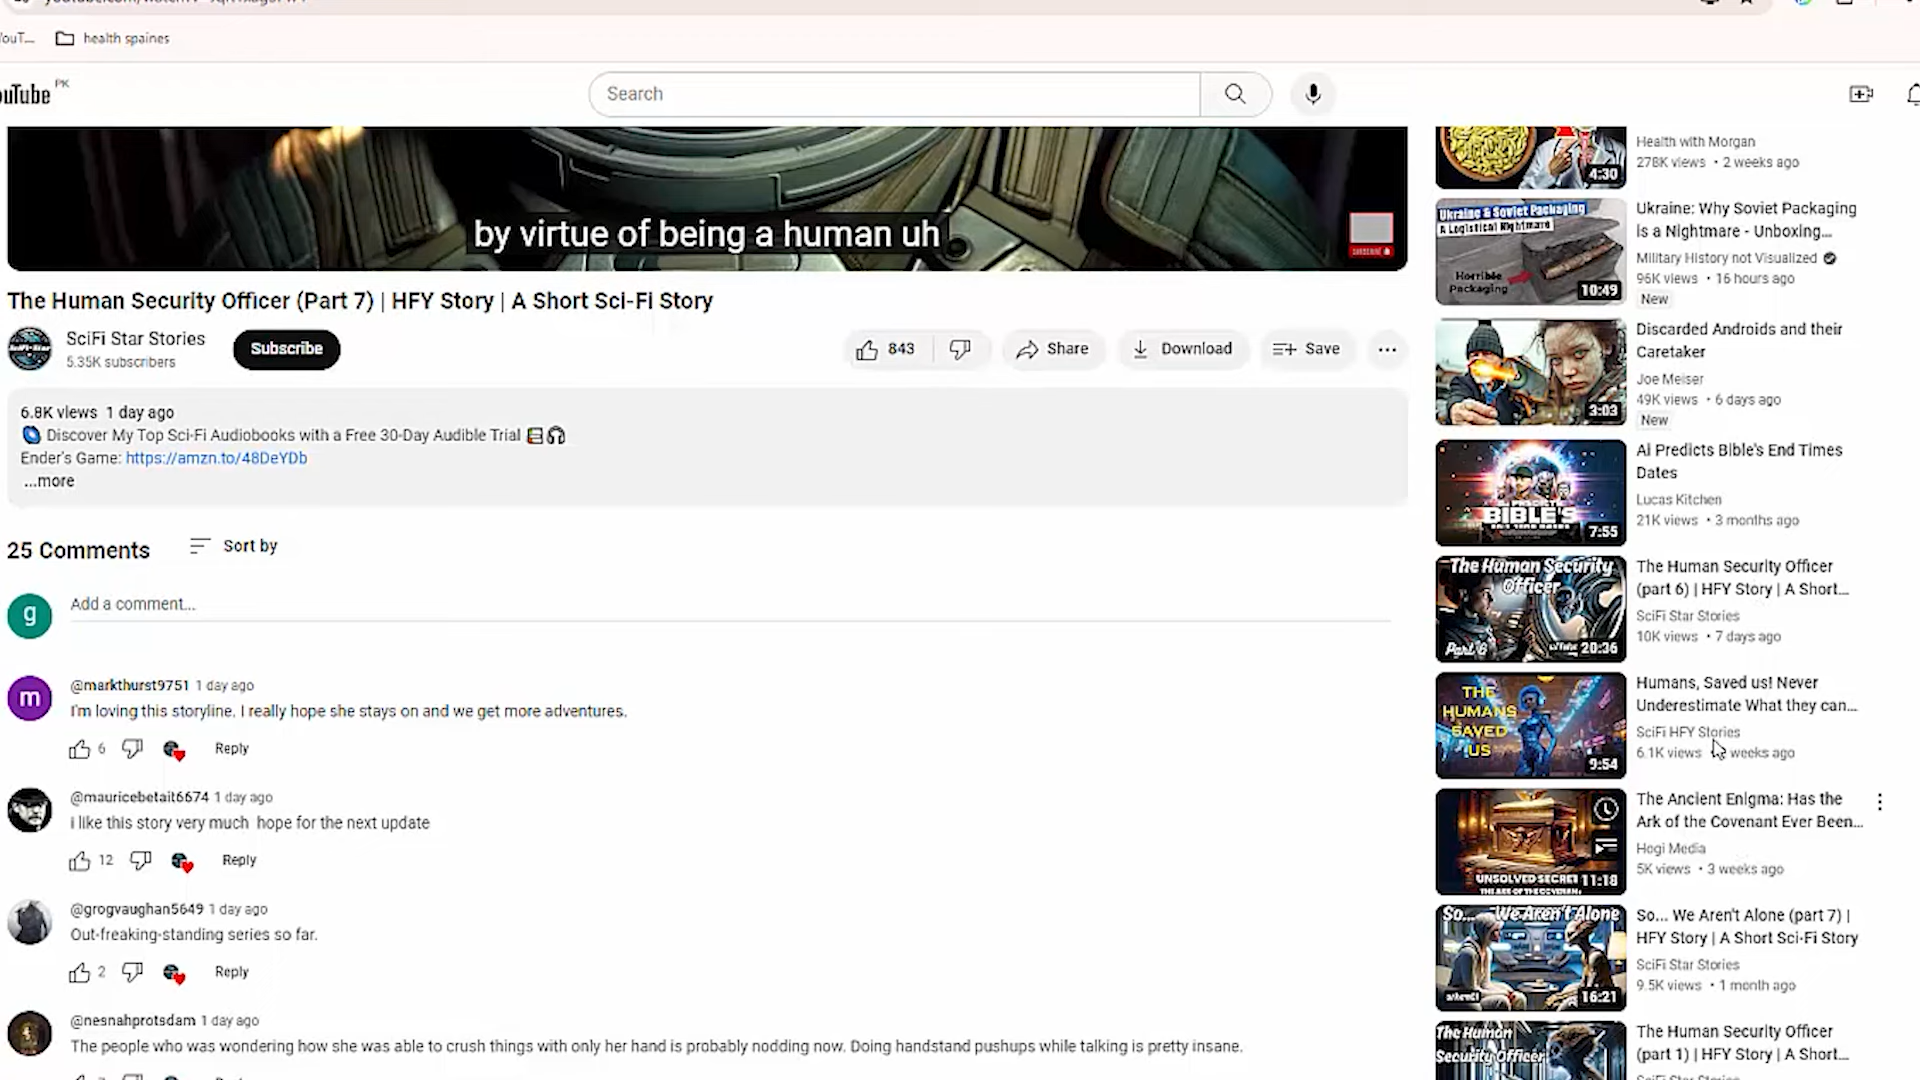 health spaines
ouTube PK
Search
by virtue of being a human uh
SUBSCRIBE
The Human Security Officer (Part 7) | HFY Story | A Short Sci-Fi Story
SciFi Star Stories
5.35K subscribers
Subscribe
843
Share
Download
Save
6.8K views 1 day ago
Discover My Top Sci-Fi Audiobooks with a Free 30-Day Audible Trial
Ender's Game: https://amzn.to/48DeYDb
...more
25 Comments
Sort by
g
Add a comment...
m
@markthurst9751 1 day ago
I'm loving this storyline. I really hope she stays on and we get more adventures.
6
Reply
@mauricebetait6674 1 day ago
i like this story very much hope for the next update
12
Reply
@grogvaughan5649 1 day ago
Out-freaking-standing series so far.
2
Reply
@nesnahprotsdam 1 day ago
The people who was wondering how she was able to crush things with only her hand is probably nodding now. Doing handstand pushups while talking is pretty insane.
4:30
Health with Morgan
278K views • 2 weeks ago
Ukraine & Soviet Packaging
A Logistical Nightmare
Horrible
Packaging
10:49
Ukraine: Why Soviet Packaging
is a Nightmare - Unboxing...
Military History not Visualized
96K views • 16 hours ago
New
3:03
Discarded Androids and their
Caretaker
Joe Meiser
49K views • 6 days ago
New
BIBLE'S
7:55
AI Predicts Bible's End Times
Dates
Lucas Kitchen
21K views • 3 months ago
The Human Security
Officer
Part 6
20:36
The Human Security Officer
(part 6) | HFY Story | A Short...
SciFi Star Stories
10K views • 7 days ago
THE
HUMANS
SAVED
US
9:54
Humans, Saved us! Never
Underestimate What they can...
SciFi HFY Stories
6.1K views weeks ago
UNSOLVED SECRET
11:18
The Ancient Enigma: Has the
Ark of the Covenant Ever Been...
Hogi Media
5K views • 3 weeks ago
So... We Aren't Alone
16:21
So... We Aren't Alone (part 7) |
HFY Story | A Short Sci-Fi Story
SciFi Star Stories
9.5K views • 1 month ago
The Human
Security Officer
The Human Security Officer
(part 1) | HFY Story | A Short...